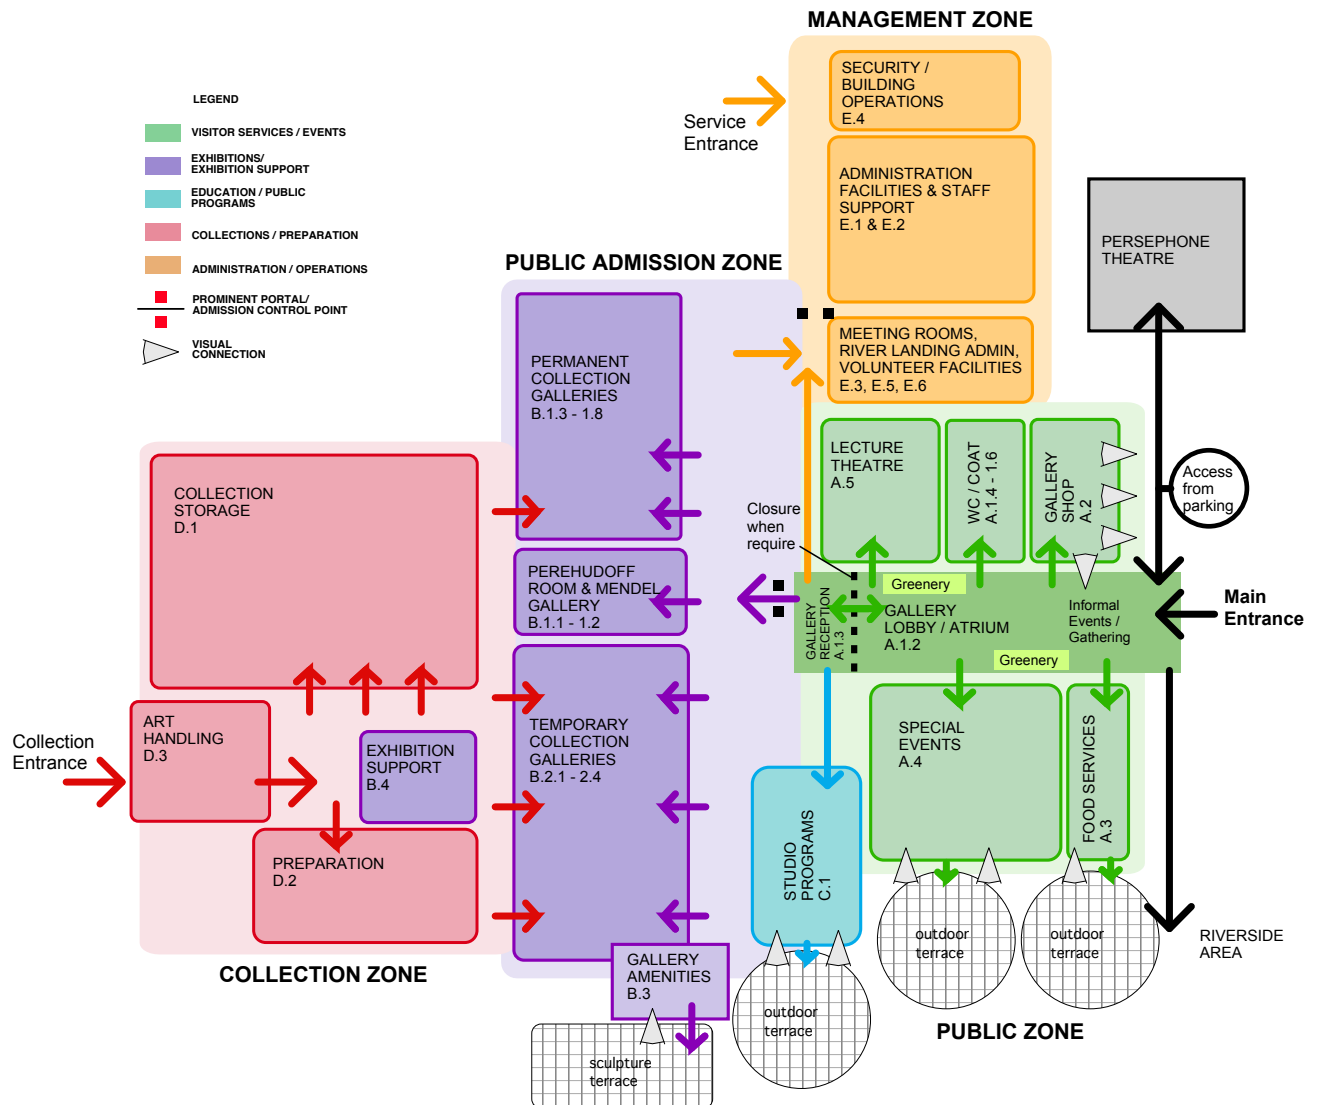 MANAGEMENT ZONE
SECURITY /
BUILDING
OPERATIONS
E.4
Service
Entrance
ADMINISTRATION
FACILITIES & STAFF
SUPPORT
E.1 & E.2
LEGEND
VISITOR SERVICES / EVENTS
EXHIBITIONS/
EXHIBITION SUPPORT
EDUCATION / PUBLIC
PROGRAMS
COLLECTIONS / PREPARATION
ADMINISTRATION / OPERATIONS
PROMINENT PORTAL/
ADMISSION CONTROL POINT
VISUAL
CONNECTION
PERSEPHONE
THEATRE
PUBLIC ADMISSION ZONE
MEETING ROOMS,
RIVER LANDING ADMIN,
VOLUNTEER FACILITIES
E.3, E.5, E.6
PERMANENT
COLLECTION
GALLERIES
B.1.3 - 1.8
LECTURE
THEATRE
A.5
WC / COAT
A.1.4 - 1.6
GALLERY
SHOP
A.2
Access
from
parking
COLLECTION
STORAGE
D.1
Closure
when
require
PEREHUDOFF
ROOM & MENDEL
GALLERY
B.1.1 - 1.2
Greenery
GALLERY
RECEPTION
A.1.3
GALLERY
LOBBY / ATRIUM
A.1.2
Informal
Events /
Gathering
Main
Entrance
Greenery
ART
HANDLING
D.3
Collection
Entrance
EXHIBITION
SUPPORT
B.4
TEMPORARY
COLLECTION
GALLERIES
B.2.1 - 2.4
SPECIAL
EVENTS
A.4
FOOD SERVICES
A.3
STUDIO
PROGRAMS
C.1
PREPARATION
D.2
outdoor
terrace
outdoor
terrace
RIVERSIDE
AREA
COLLECTION ZONE
GALLERY
AMENITIES
B.3
outdoor
terrace
PUBLIC ZONE
sculpture
terrace